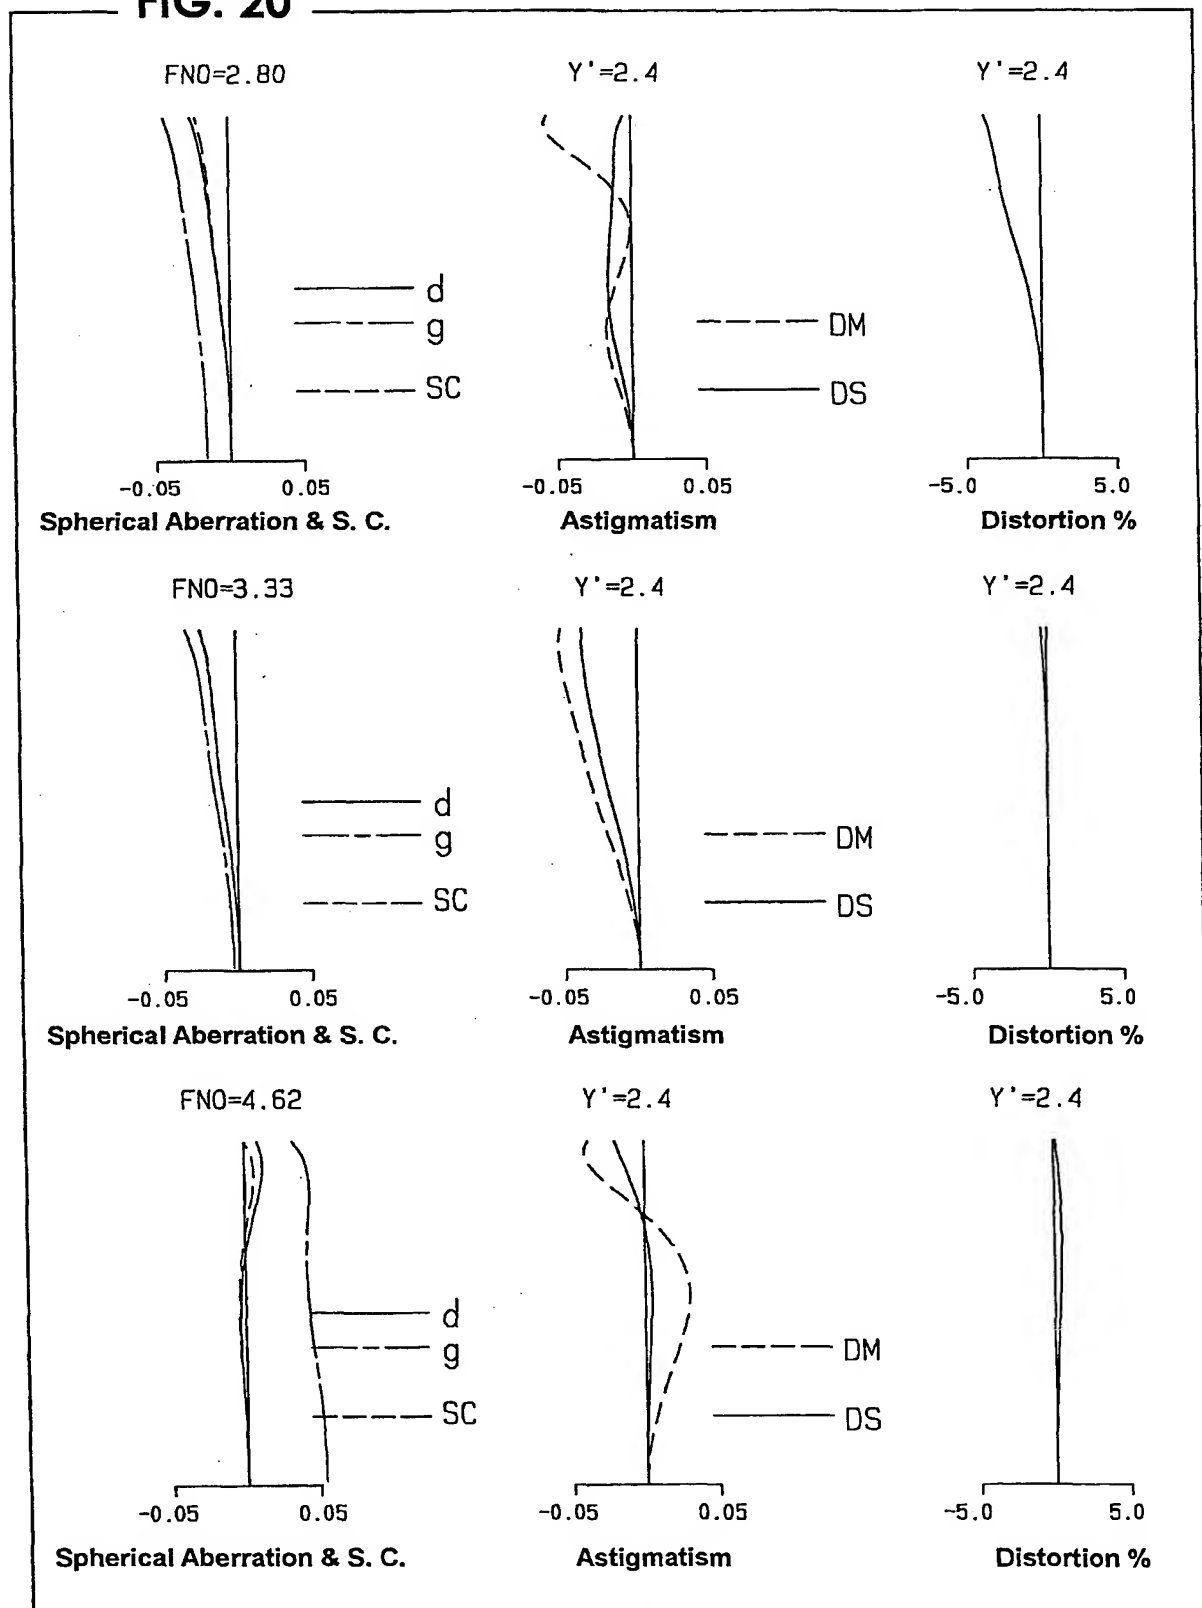 FIG. 20
FNO=2.80
Y'=2.4
Y'=2.4
d
g
SC
DM
DS
-0.05 0.05
-0.05 0.05
-5.0 5.0
Spherical Aberration & S. C.
Astigmatism
Distortion %
FNO=3.33
Y'=2.4
Y'=2.4
d
g
SC
DM
DS
-0.05 0.05
-0.05 0.05
-5.0 5.0
Spherical Aberration & S. C.
Astigmatism
Distortion %
FNO=4.62
Y'=2.4
Y'=2.4
d
g
SC
DM
DS
-0.05 0.05
-0.05 0.05
-5.0 5.0
Spherical Aberration & S. C.
Astigmatism
Distortion %